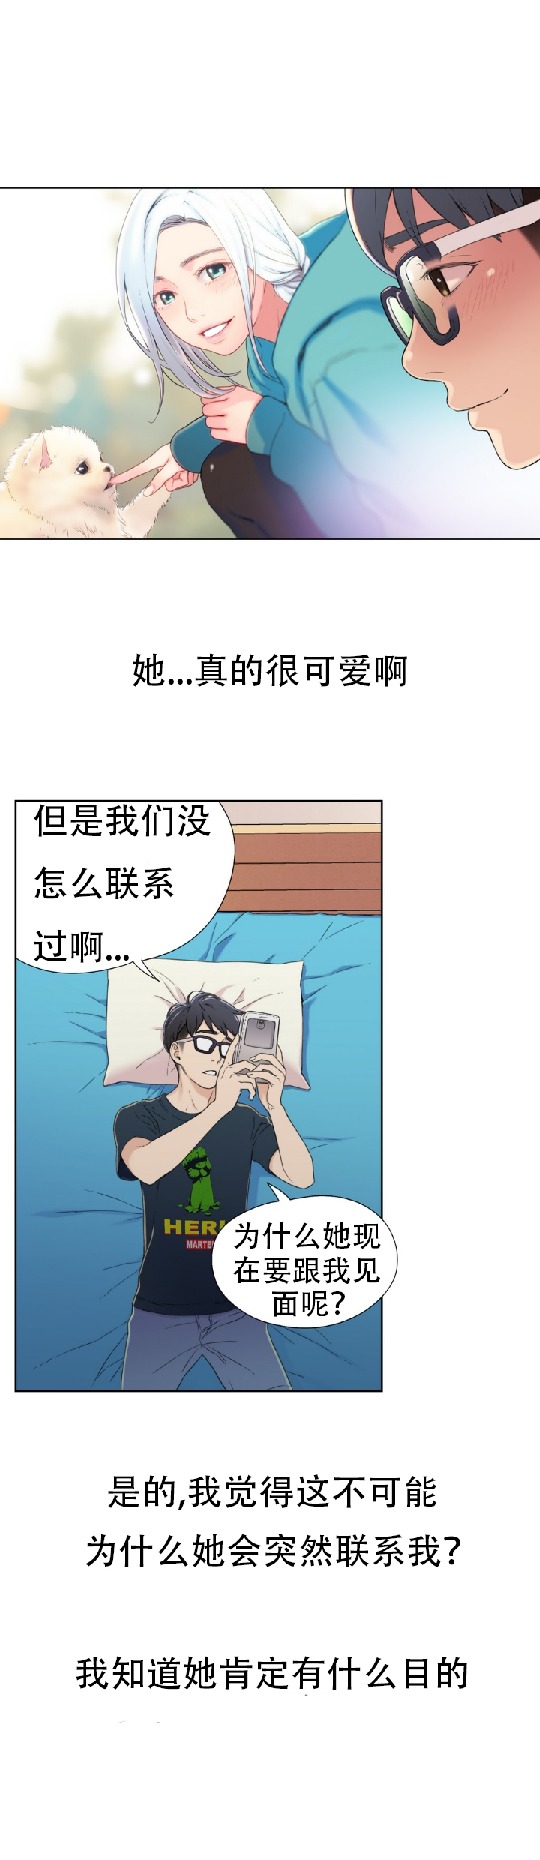 她...真的很可爱啊
但是我们没
怎么联系
过啊...
HERU
MARTE
为什么她现
在要跟我见
面呢？
是的,我觉得这不可能
为什么她会突然联系我？
我知道她肯定有什么目的